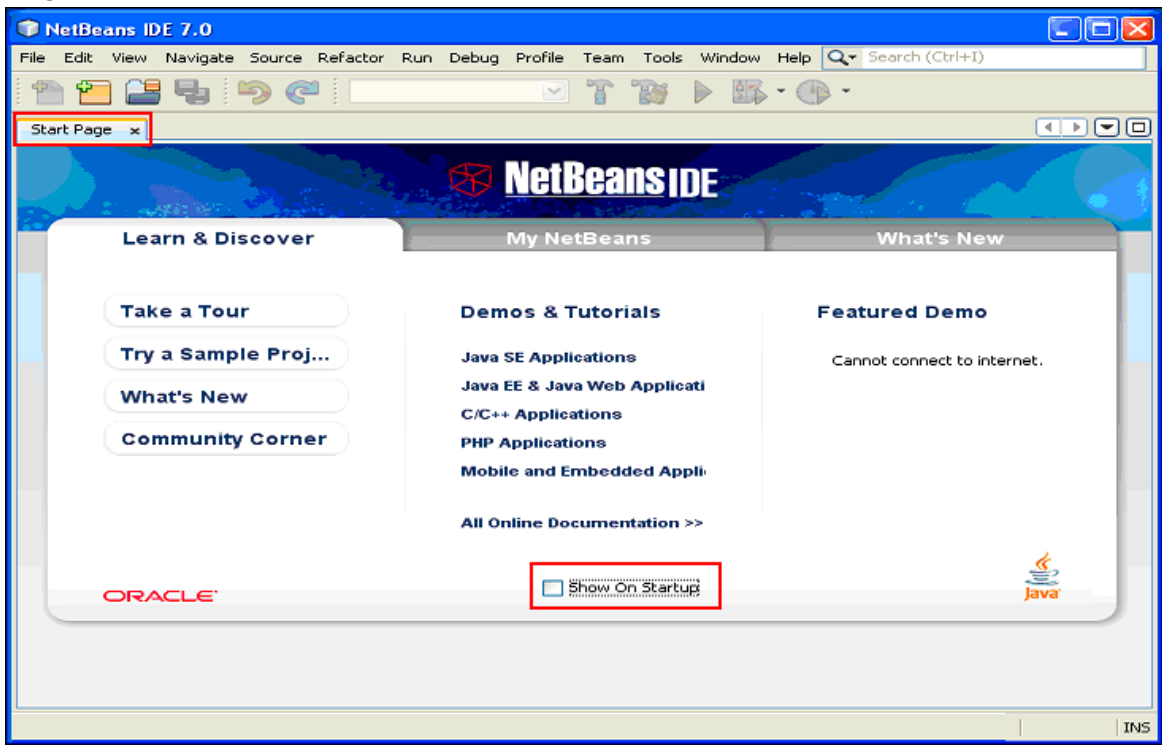 NetBeans IDE 7.0
File Edit View Navigate Source Refactor Run Debug Profile Team Tools Window Help Search (Ctrl+I)
Start Page x
NetBeans IDE
Learn & Discover My NetBeans What's New
Take a Tour
Try a Sample Proj...
What's New
Community Corner
Demos & Tutorials
Java SE Applications
Java EE & Java Web Applicati
C/C++ Applications
PHP Applications
Mobile and Embedded Appli
All Online Documentation >>
Featured Demo
Cannot connect to internet.
Show On Startup
ORACLE
Java
INS